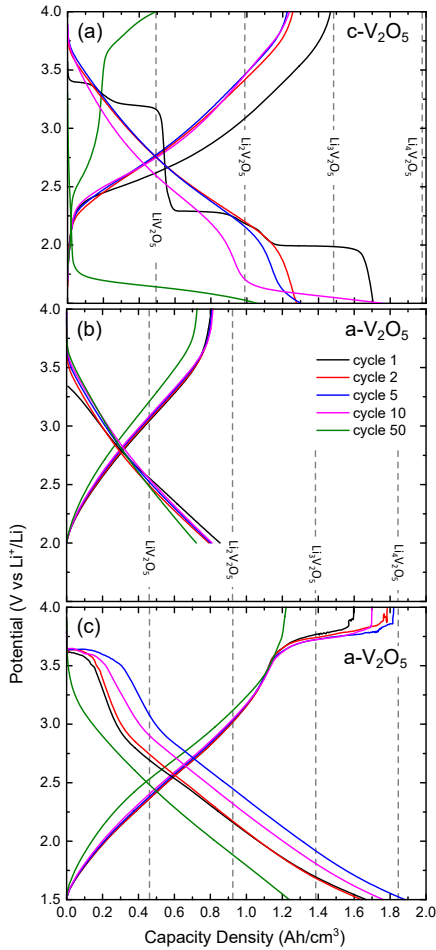 4.0
(a)
c-V₂O₅
3.5
3.0
2.5
2.0
LiV₂O₅
Li₂V₂O₅
Li₃V₂O₅
Li₄V₂O₅
4.0
(b)
a-V₂O₅
3.5
cycle 1
cycle 2
cycle 5
cycle 10
cycle 50
3.0
2.5
2.0
LiV₂O₅
Li₂V₂O₅
Li₃V₂O₅
Li₄V₂O₅
4.0
(c)
a-V₂O₅
3.5
3.0
2.5
2.0
1.5
Potential (V vs Li⁺/Li)
0.0 0.2 0.4 0.6 0.8 1.0 1.2 1.4 1.6 1.8 2.0
Capacity Density (Ah/cm³)